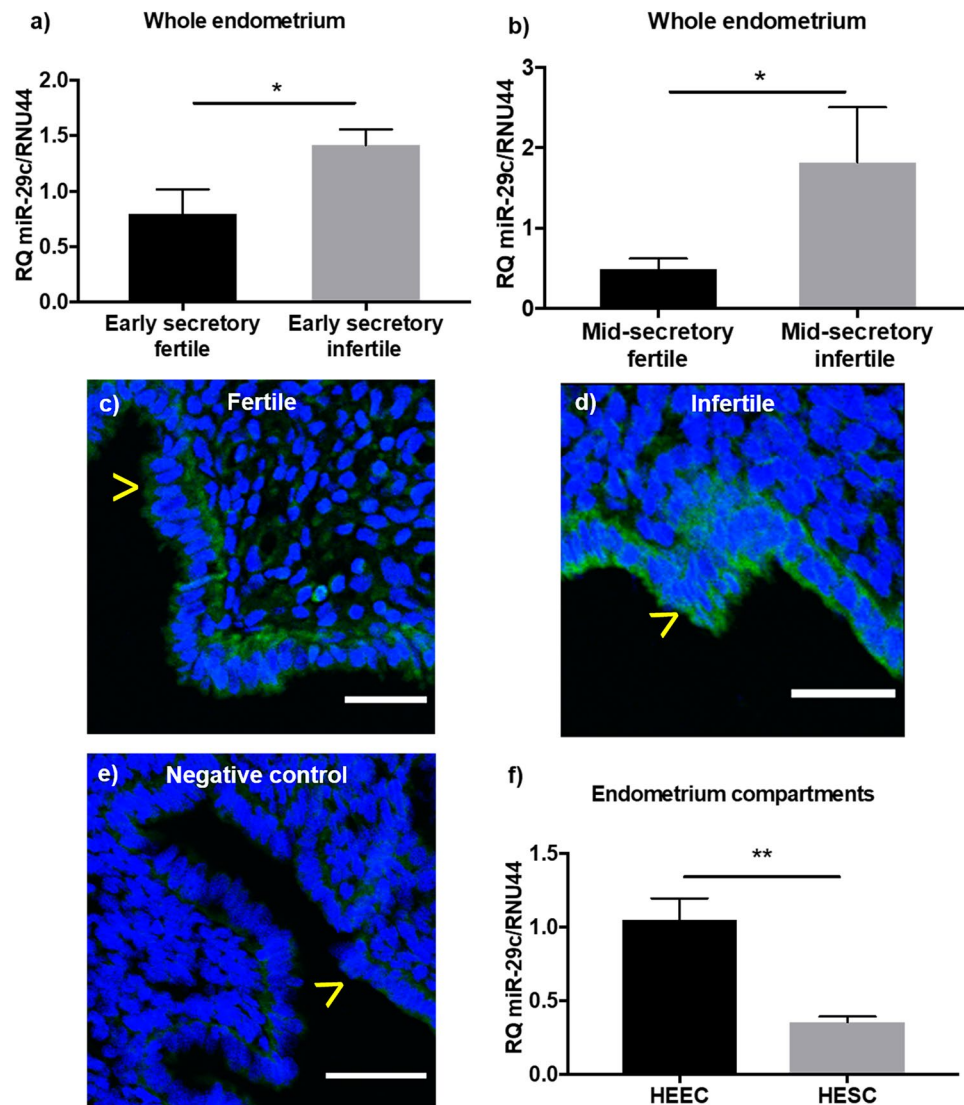 a) Whole endometrium
RQ miR-29c/RNU44
2.0
1.5
1.0
0.5
0.0
*
Early secretory
fertile
Early secretory
infertile
b) Whole endometrium
RQ miR-29c/RNU44
3
2
1
0
*
Mid-secretory
fertile
Mid-secretory
infertile
c) Fertile
>
d) Infertile
>
e) Negative control
>
f)
Endometrium compartments
RQ miR-29c/RNU44
1.5
1.0
0.5
0.0
**
HEEC
HESC